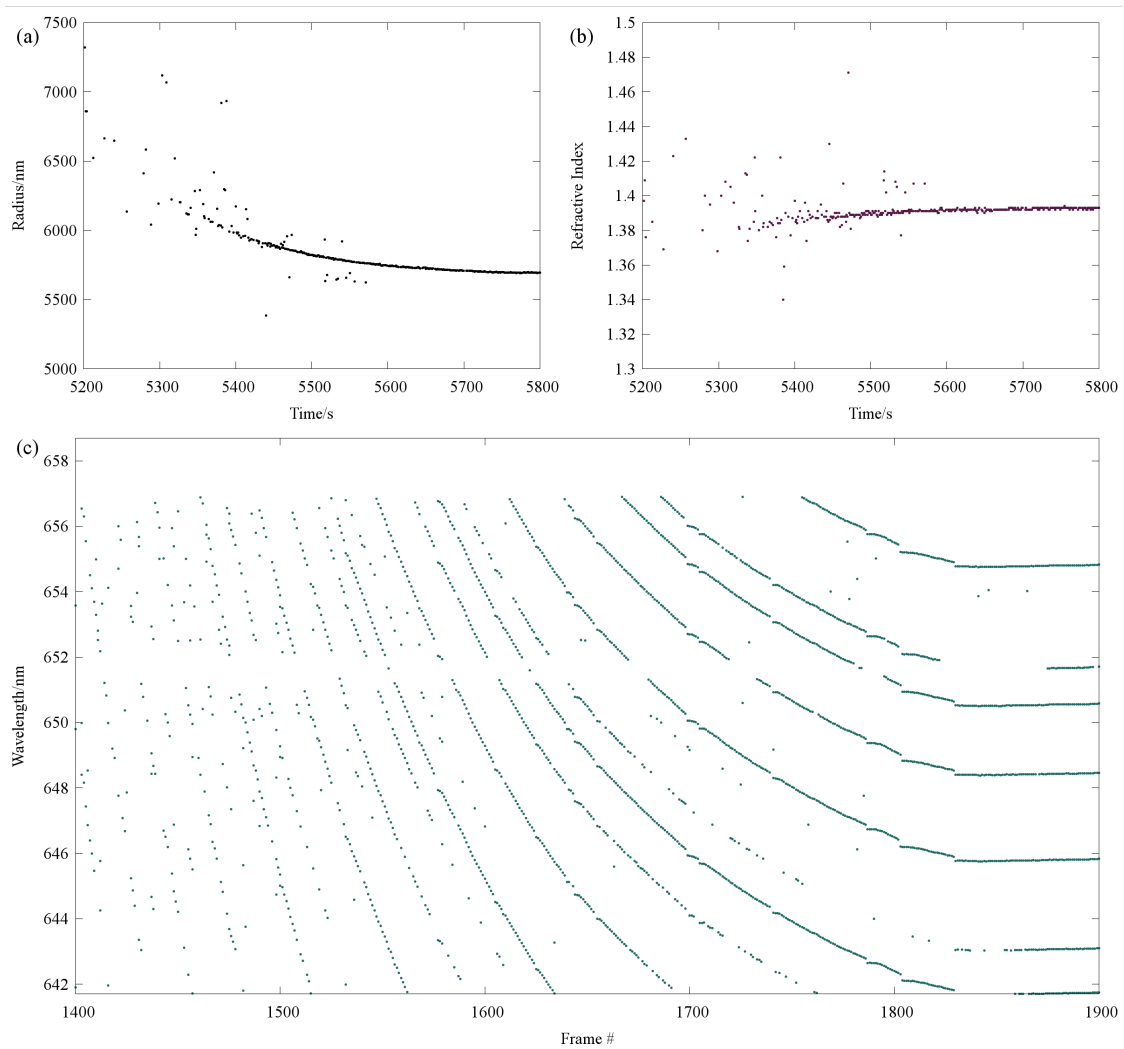 (a)
Radius/nm
7500
7000
6500
6000
5500
5000
5200 5300 5400 5500 5600 5700 5800
Time/s
(b)
Refractive Index
1.5
1.48
1.46
1.44
1.42
1.4
1.38
1.36
1.34
1.32
1.3
5200 5300 5400 5500 5600 5700 5800
Time/s
(c)
Wavelength/nm
658
656
654
652
650
648
646
644
642
1400 1500 1600 1700 1800 1900
Frame #